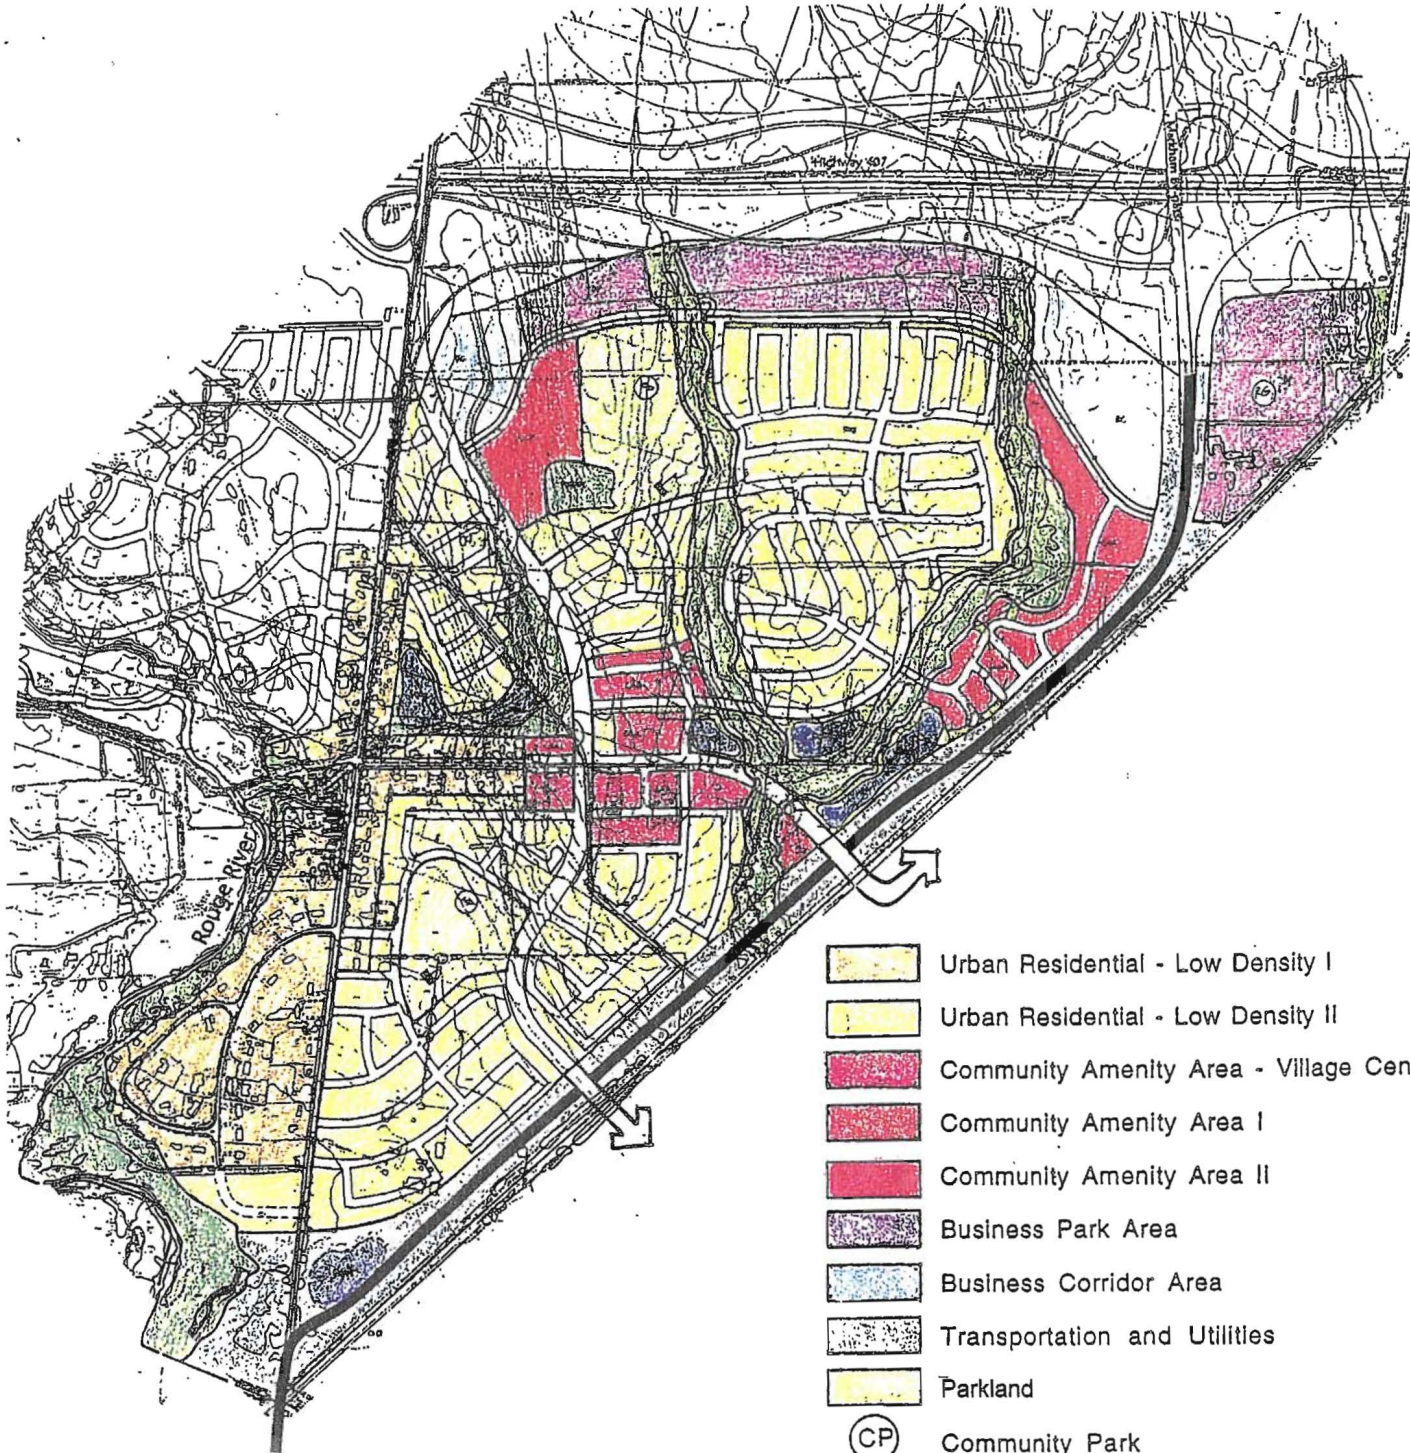 Highway 407
Markham Bypass
Rouge River
Urban Residential - Low Density I
Urban Residential - Low Density II
Community Amenity Area - Village Cen
Community Amenity Area I
Community Amenity Area II
Business Park Area
Business Corridor Area
Transportation and Utilities
Parkland
CP Community Park